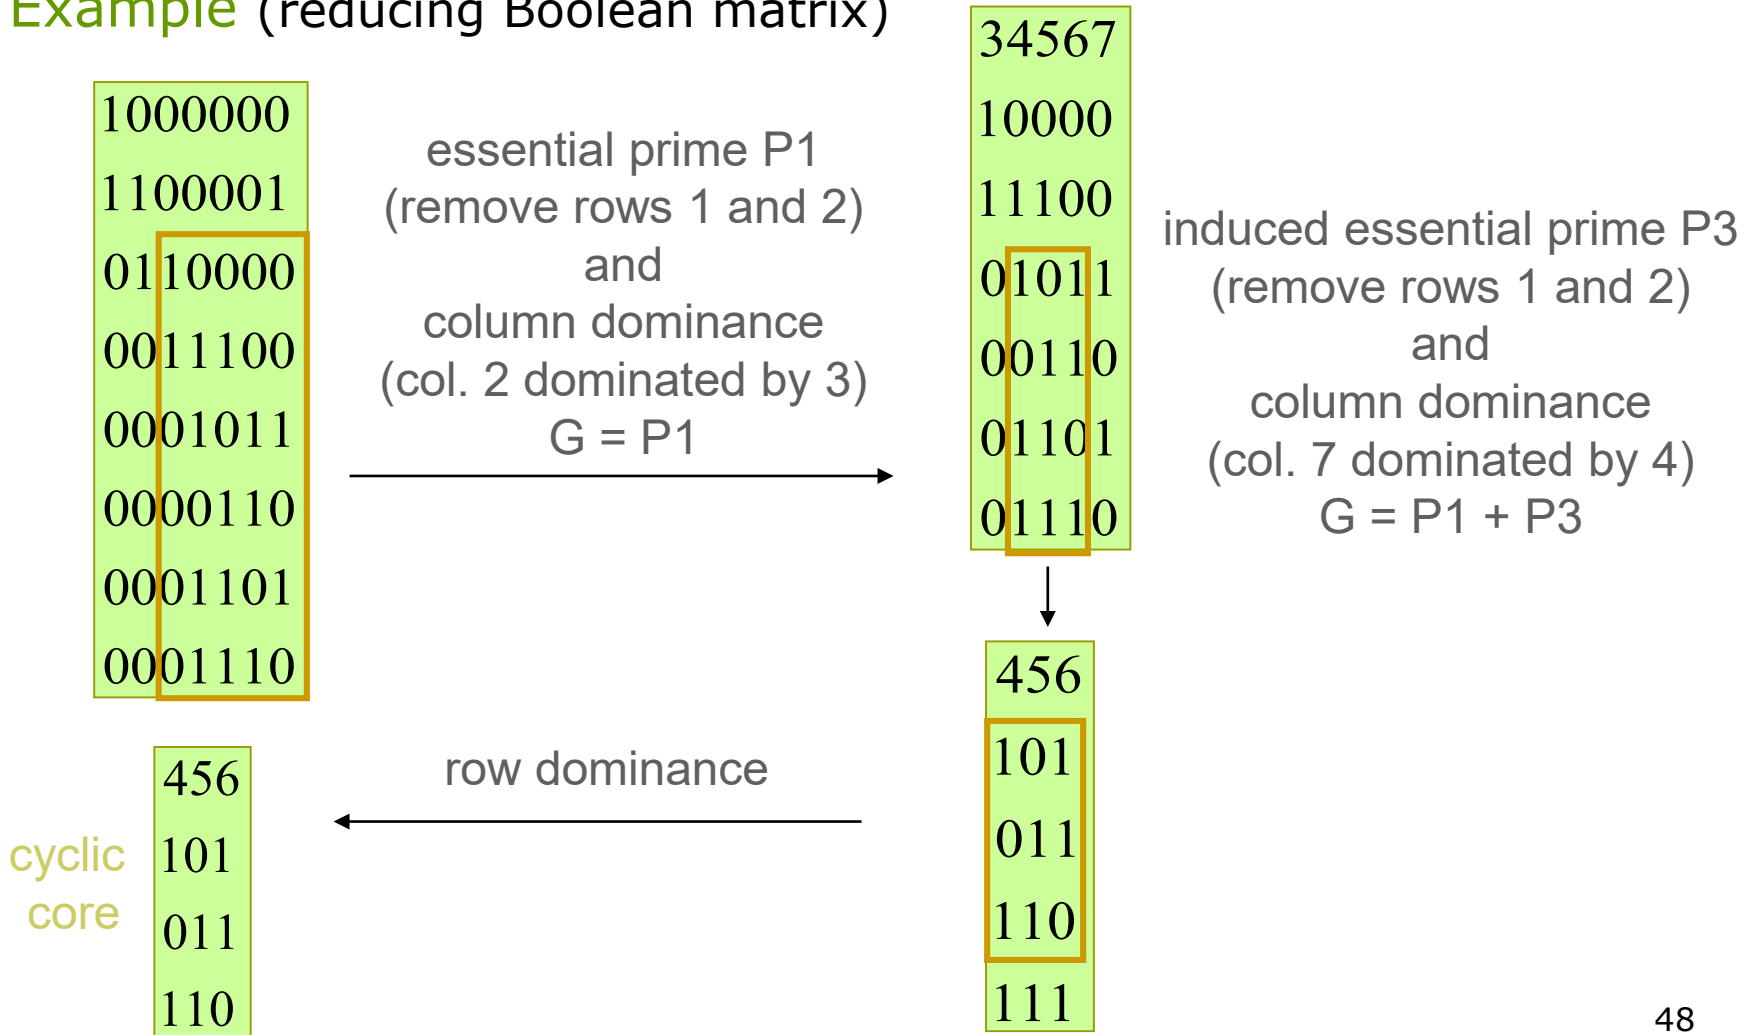 Example (reducing Boolean matrix)
1000000
1100001
0110000
0011100
0001011
0000110
0001101
0001110
essential prime P1
(remove rows 1 and 2)
and
column dominance
(col. 2 dominated by 3)
G = P1
34567
10000
11100
01011
00110
01101
01110
induced essential prime P3
(remove rows 1 and 2)
and
column dominance
(col. 7 dominated by 4)
G = P1 + P3
456
101
011
110
111
row dominance
456
101
011
110
cyclic
core
48